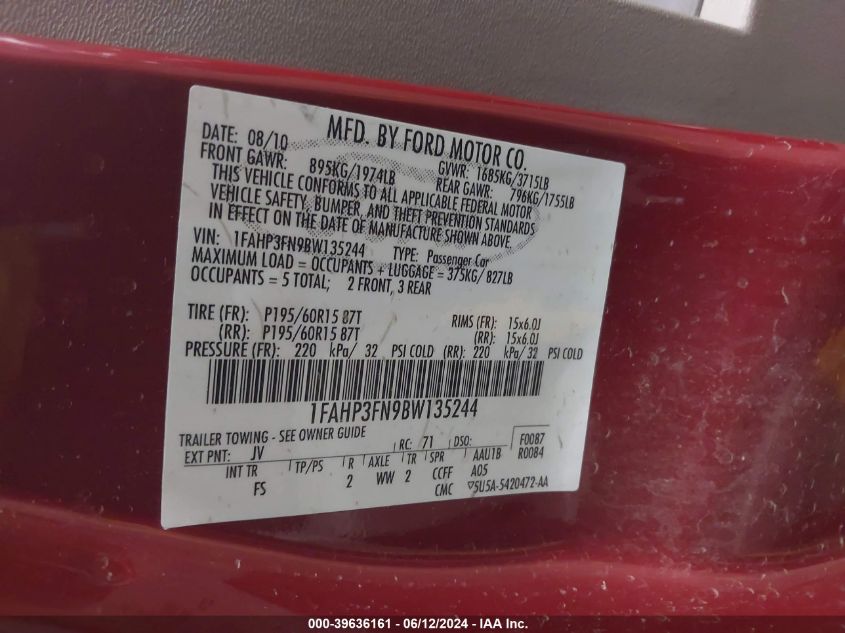 MFD. BY FORD MOTOR CO.
DATE: 08/10 GVWR: 1685KG/3715LB
FRONT GAWR: 895KG/1974LB REAR GAWR: 796KG/1755LB
THIS VEHICLE CONFORMS TO ALL APPLICABLE FEDERAL MOTOR
VEHICLE SAFETY, BUMPER, AND THEFT PREVENTION STANDARDS
IN EFFECT ON THE DATE OF MANUFACTURE SHOWN ABOVE.
VIN: 1FAHP3FN9BW135244 TYPE: Passenger Car
MAXIMUM LOAD = OCCUPANTS + LUGGAGE = 375KG/ 827LB
OCCUPANTS = 5 TOTAL; 2 FRONT, 3 REAR
TIRE (FR): P195/60R15 87T RIMS (FR): 15x6.0J
(RR): P195/60R15 87T (RR): 15x6.0J
PRESSURE (FR): 220 kPa/ 32 PSI COLD (RR): 220 kPa/ 32 PSI COLD
1FAHP3FN9BW135244
TRAILER TOWING - SEE OWNER GUIDE F0087
EXT PNT: JV RC: 71 DSO: R0084
INT TR TP/PS R AXLE TR SPR AAU1B
FS 2 WW 2 CCFF A05
CMC ▽5U5A-5420472-AA
000-39636161 - 06/12/2024 - IAA Inc.